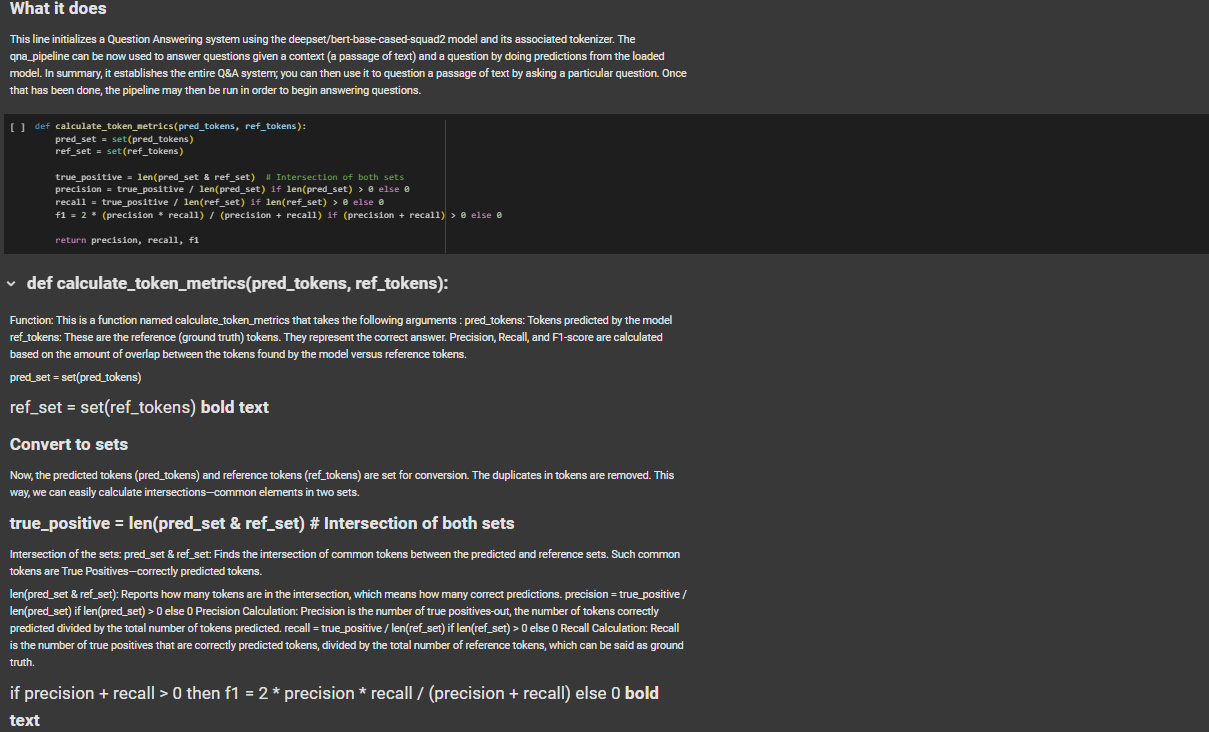 What it does
This line initializes a Question Answering system using the deepset/bert-base-cased-squad2 model and its associated tokenizer. The
qna_pipeline can be now used to answer questions given a context (a passage of text) and a question by doing predictions from the loaded
model. In summary, it establishes the entire Q&A system; you can then use it to question a passage of text by asking a particular question. Once
that has been done, the pipeline may then be run in order to begin answering questions.
[ ] def calculate_token_metrics(pred_tokens, ref_tokens):
pred_set = set(pred_tokens)
ref_set = set(ref_tokens)
true_positive = len(pred_set & ref_set)  # Intersection of both sets
precision = true_positive / len(pred_set) if len(pred_set) > 0 else 0
recall = true_positive / len(ref_set) if len(ref_set) > 0 else 0
f1 = 2 * (precision * recall) / (precision + recall) if (precision + recall) > 0 else 0
return precision, recall, f1
def calculate_token_metrics(pred_tokens, ref_tokens):
Function: This is a function named calculate_token_metrics that takes the following arguments : pred_tokens: Tokens predicted by the model
ref_tokens: These are the reference (ground truth) tokens. They represent the correct answer. Precision, Recall, and F1-score are calculated
based on the amount of overlap between the tokens found by the model versus reference tokens.
pred_set = set(pred_tokens)
ref_set = set(ref_tokens) bold text
Convert to sets
Now, the predicted tokens (pred_tokens) and reference tokens (ref_tokens) are set for conversion. The duplicates in tokens are removed. This
way, we can easily calculate intersections—common elements in two sets.
true_positive = len(pred_set & ref_set) # Intersection of both sets
Intersection of the sets: pred_set & ref_set: Finds the intersection of common tokens between the predicted and reference sets. Such common
tokens are True Positives—correctly predicted tokens.
len(pred_set & ref_set): Reports how many tokens are in the intersection, which means how many correct predictions. precision = true_positive /
len(pred_set) if len(pred_set) > 0 else 0 Precision Calculation: Precision is the number of true positives-out, the number of tokens correctly
predicted divided by the total number of tokens predicted. recall = true_positive / len(ref_set) if len(ref_set) > 0 else 0 Recall Calculation: Recall
is the number of true positives that are correctly predicted tokens, divided by the total number of reference tokens, which can be said as ground
truth.
if precision + recall > 0 then f1 = 2 * precision * recall / (precision + recall) else 0 bold
text